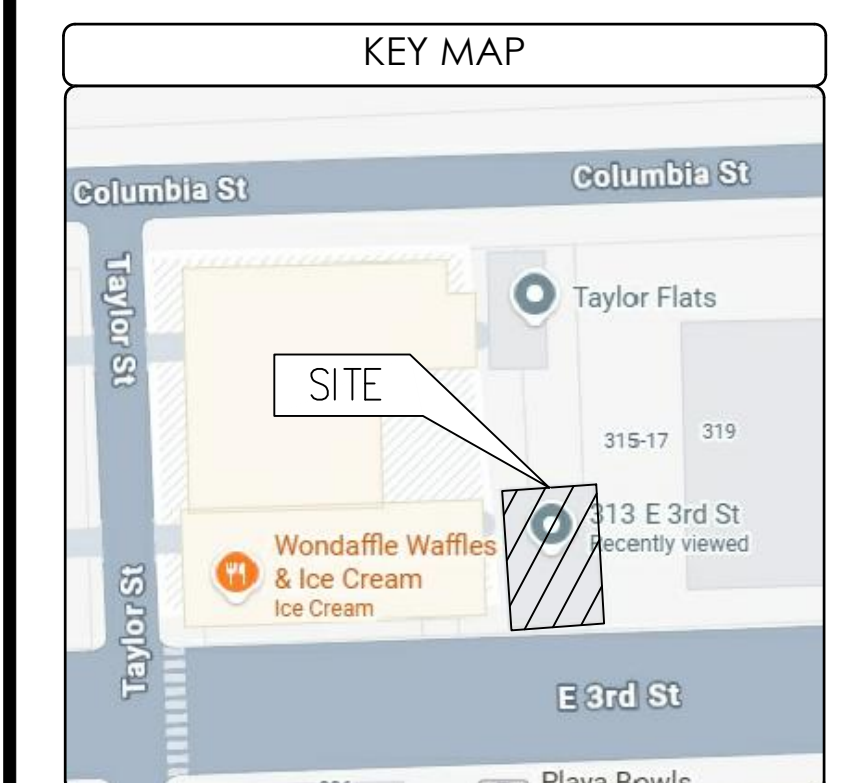 KEY MAP
Columbia St
Columbia St
Taylor St
Taylor Flats
SITE
315-17
319
313 E 3rd St
Recently viewed
Wondaffle Waffles
& Ice Cream
Ice Cream
Taylor St
E 3rd St
Playa Bowls